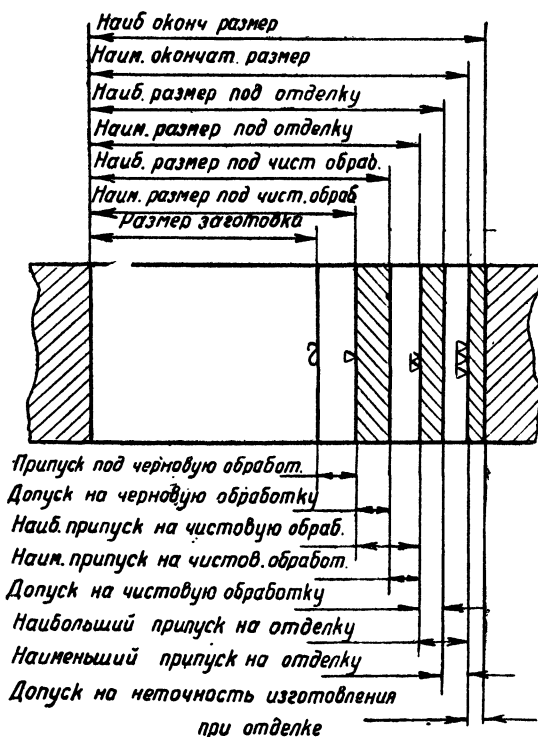 Наиб оконч размер
Наим. окончат. размер
Наиб. размер под отделку
Наим. размер под отделку
Наиб. размер под чист обраб.
Наим. размер под чист. обраб
Размер заготовка
Припуск под черновую обработ.
Допуск на черновую обработку
Наиб. припуск на чистовую обраб.
Наим. припуск на чистов. обработ.
Допуск на чистовую обработку
Наибольший припуск на отделку
Наименьший припуск на отделку
Допуск на неточность изготовления
при отделке